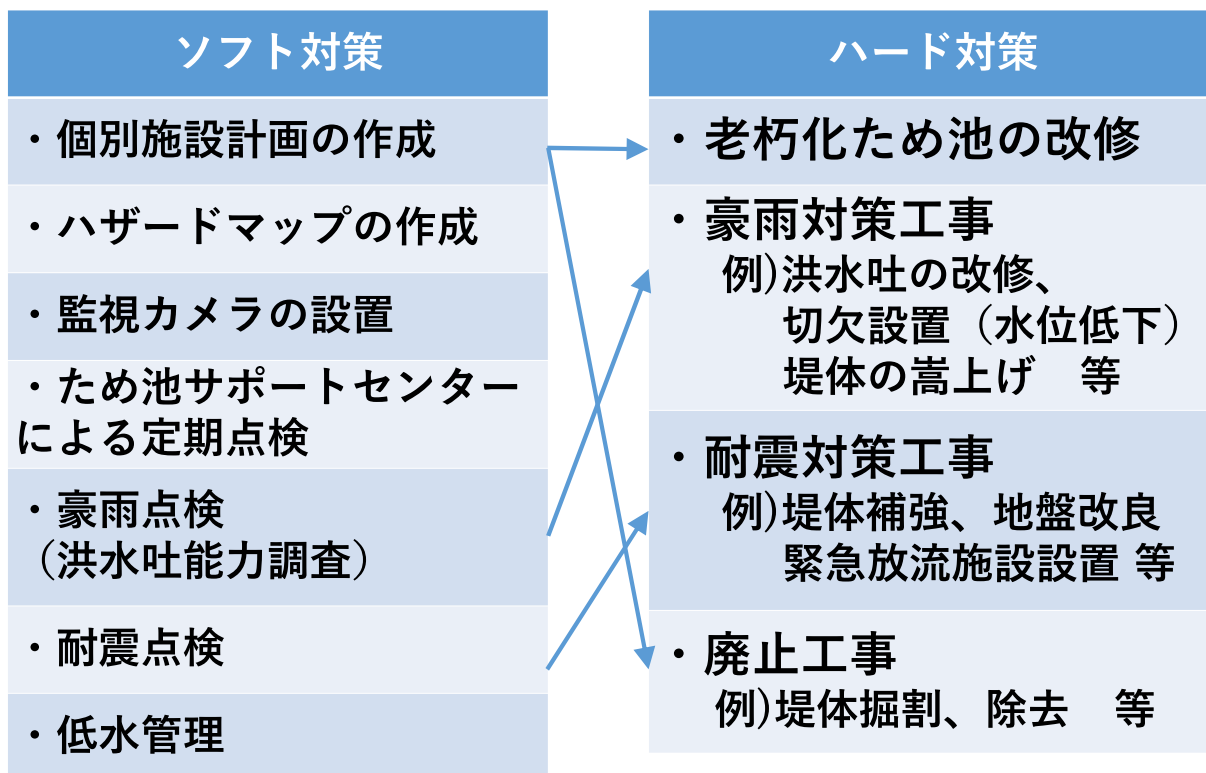 ソフト対策
・個別施設計画の作成
・ハザードマップの作成
・監視カメラの設置
・ため池サポートセンター
による定期点検
・豪雨点検
（洪水吐能力調査）
・耐震点検
・低水管理
ハード対策
・老朽化ため池の改修
・豪雨対策工事
例)洪水吐の改修、
切欠設置（水位低下）
堤体の嵩上げ　等
・耐震対策工事
例)堤体補強、地盤改良
緊急放流施設設置 等
・廃止工事
例)堤体掘割、除去　等